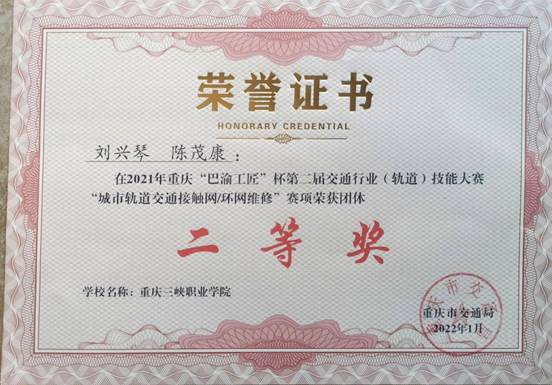 荣誉证书
HONORARY CREDENTIAL
刘兴琴 陈茂康：
在2021年重庆“巴渝工匠”杯第二届交通行业（轨道）技能大赛
“城市轨道交通接触网/环网维修”赛项荣获团体
二等奖
学校名称：重庆三峡职业学院
重庆市交通局
2022年1月